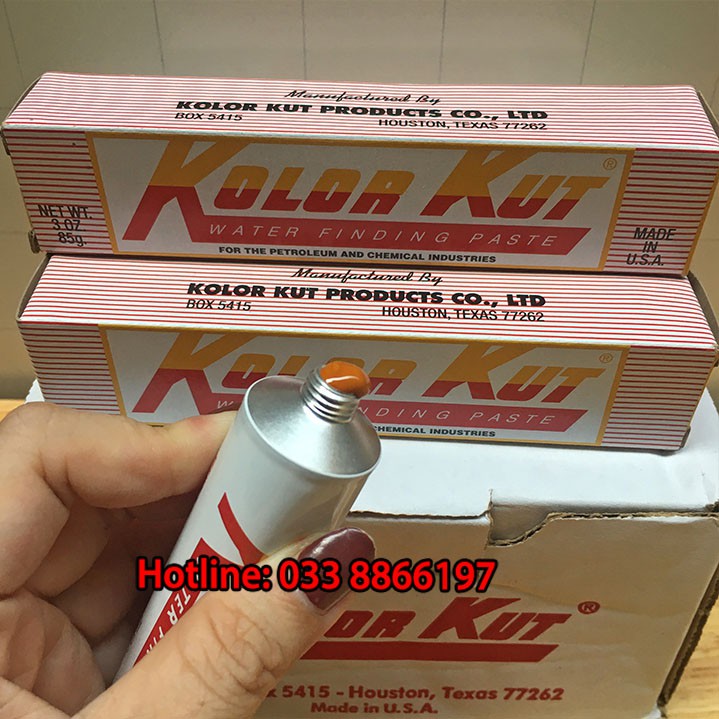 Manufactured By
KOLOR KUT PRODUCTS CO., LTD
BOX 5415 HOUSTON, TEXAS 77262
KOLOR KUT®
WATER FINDING PASTE
FOR THE PETROLEUM AND CHEMICAL INDUSTRIES
NET WT.
3 OZ
85g.
MADE
IN
U.S.A.
Manufactured By
KOLOR KUT PRODUCTS CO., LTD
BOX 5415 HOUSTON, TEXAS 77262
KOLOR KUT®
FINDING PASTE
CHEMICAL INDUSTRIES
Hotline: 033 8866197
KOLOR KUT®
5415 - Houston, Texas 77262
Made in U.S.A.